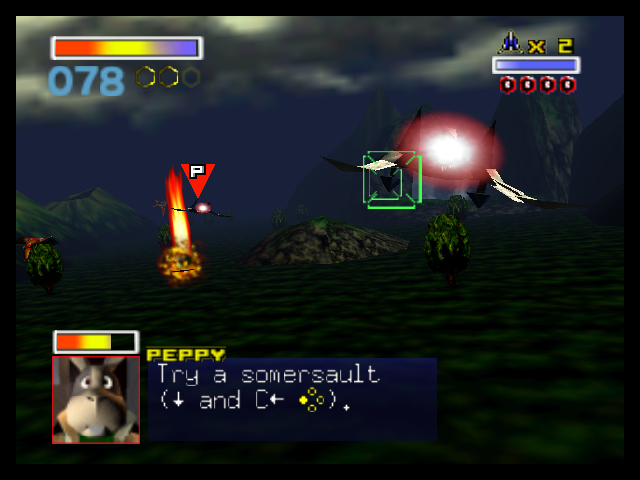 x 2
078
P
B B B B
PEPPY
Try a somersault
(↓ and C←).